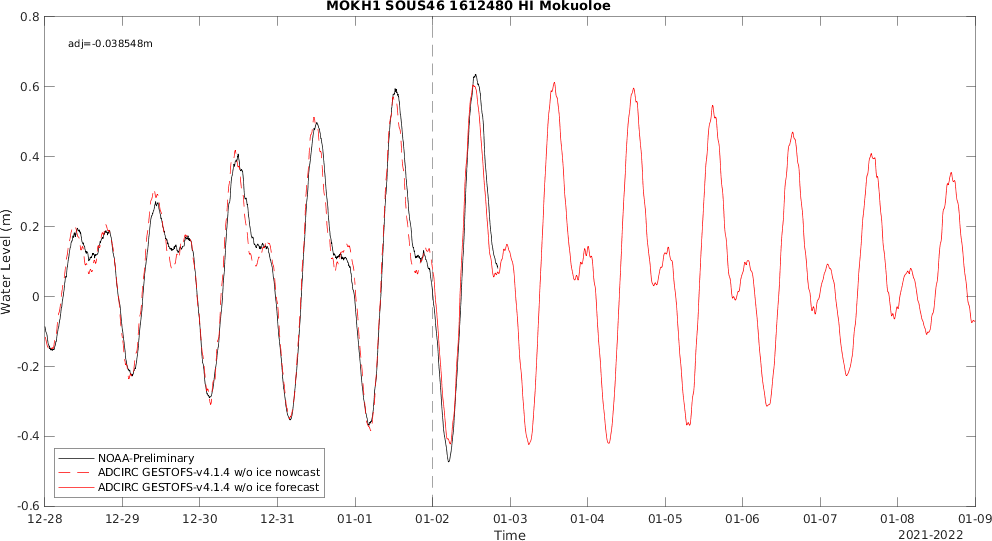 MOKH1 SOUS46 1612480 HI Mokuoloe
adj=-0.038548m
Water Level (m)
0.8
0.6
0.4
0.2
0
-0.2
-0.4
-0.6
NOAA-Preliminary
ADCIRC GESTOFS-v4.1.4 w/o ice nowcast
ADCIRC GESTOFS-v4.1.4 w/o ice forecast
12-28 12-29 12-30 12-31 01-01 01-02 01-03 01-04 01-05 01-06 01-07 01-08 01-09
Time
2021-2022